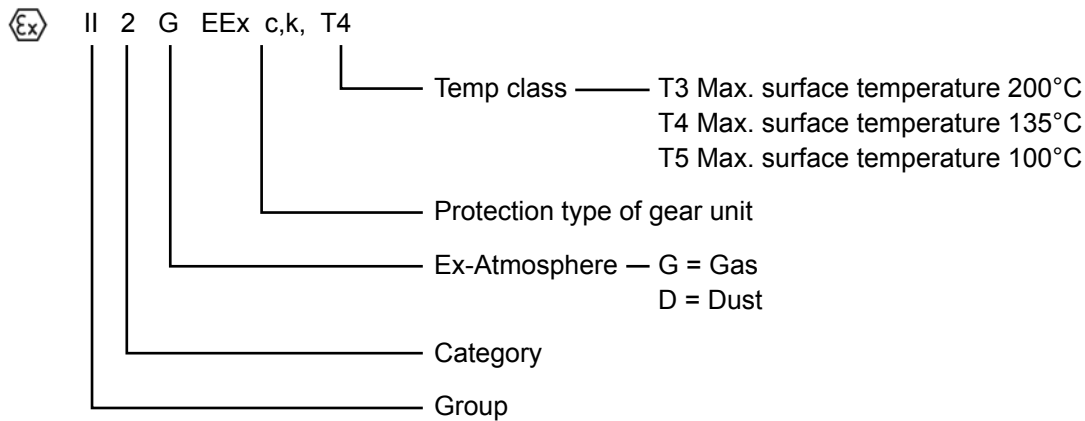 Ex II 2 G EEx c,k, T4
Temp class T3 Max. surface temperature 200°C
T4 Max. surface temperature 135°C
T5 Max. surface temperature 100°C
Protection type of gear unit
Ex-Atmosphere G = Gas
D = Dust
Category
Group